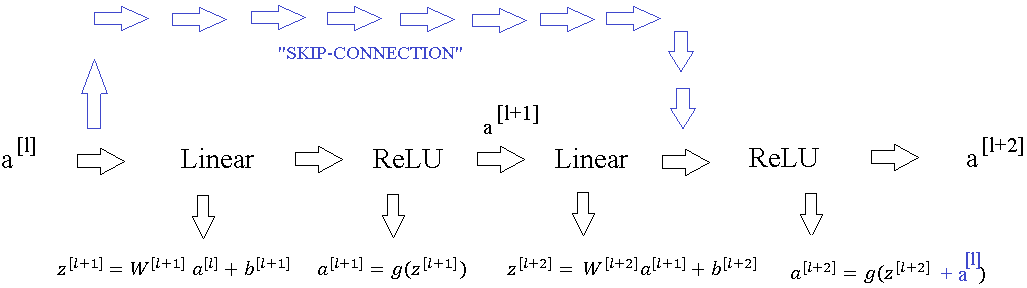 "SKIP-CONNECTION"
a^[l] Linear ReLU a^[l+1] Linear ReLU a^[l+2]
z^[l+1] = W^[l+1] a^[l] + b^[l+1] a^[l+1] = g(z^[l+1]) z^[l+2] = W^[l+2] a^[l+1] + b^[l+2] a^[l+2] = g(z^[l+2] + a^[l])